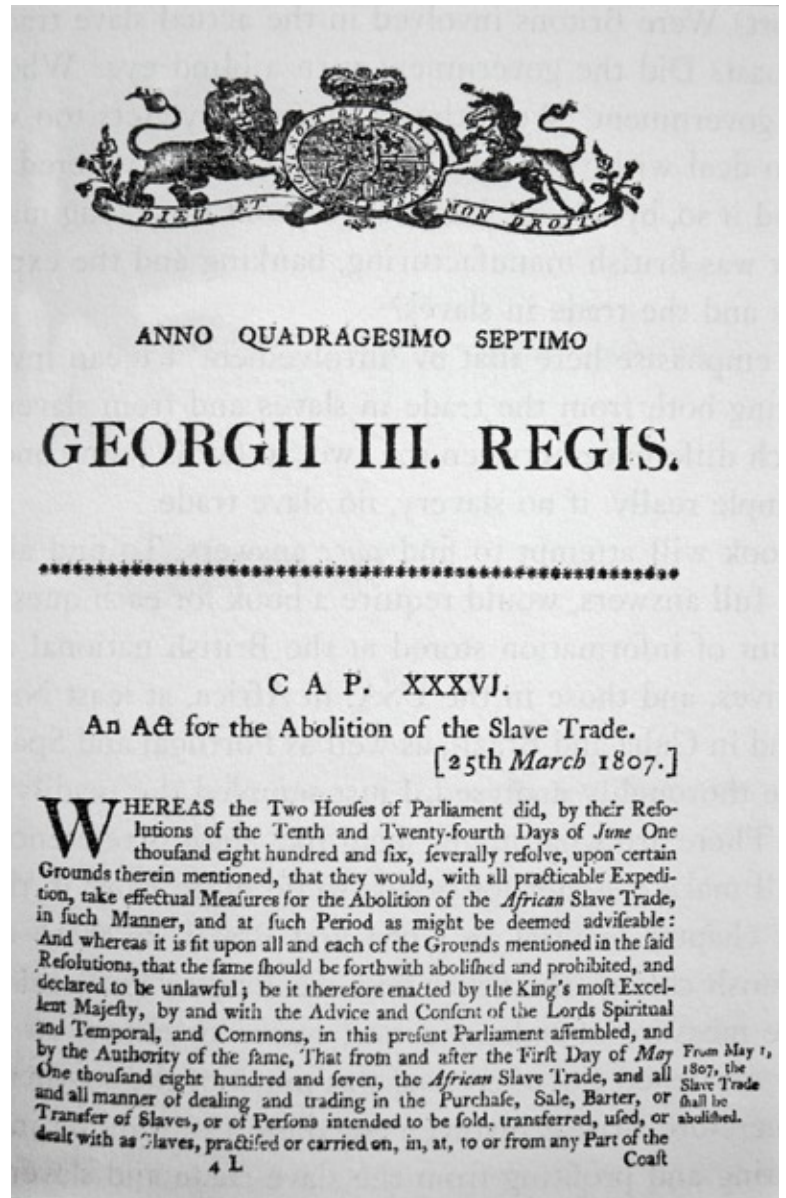 DIEU ET MON DROIT
ANNO QUADRAGESIMO SEPTIMO
GEORGII III. REGIS.
CAP. XXXVI.
An Act for the Abolition of the Slave Trade.
[25th March 1807.]
WHEREAS the Two Houſes of Parliament did, by their Reſo-
lutions of the Tenth and Twenty-fourth Days of June One
thouſand eight hundred and ſix, ſeverally reſolve, upon certain
Grounds therein mentioned, that they would, with all practicable Expedi-
tion, take effectual Meaſures for the Abolition of the African Slave Trade,
in ſuch Manner, and at ſuch Period as might be deemed adviſeable:
And whereas it is fit upon all and each of the Grounds mentioned in the ſaid
Reſolutions, that the ſame ſhould be forthwith aboliſhed and prohibited, and
declared to be unlawful; be it therefore enacted by the King's moſt Excel-
lent Majeſty, by and with the Advice and Conſent of the Lords Spiritual
and Temporal, and Commons, in this preſent Parliament aſſembled, and
by the Authority of the ſame, That from and after the Firſt Day of May
One thouſand eight hundred and ſeven, the African Slave Trade, and all
and all manner of dealing and trading in the Purchaſe, Sale, Barter, or
Transfer of Slaves, or of Perſons intended to be ſold, transferred, uſed, or
dealt with as Slaves, practiſed or carried on, in, at, to or from any Part of the
From May 1,
1807, the
Slave Trade
ſhall be
aboliſhed.
4 L
Coaſt